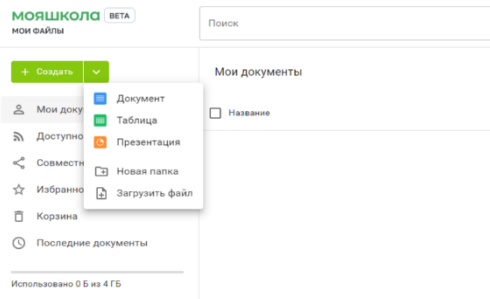 МОЯШКОЛА BETA
МОИ ФАЙЛЫ
Поиск
+ Создать
Мои документы
Мои доку
Документ
Название
Таблица
Доступно
Презентация
Совместн
Новая папка
Избранно
Загрузить файл
Корзина
Последние документы
Использовано 0 Б из 4 ГБ